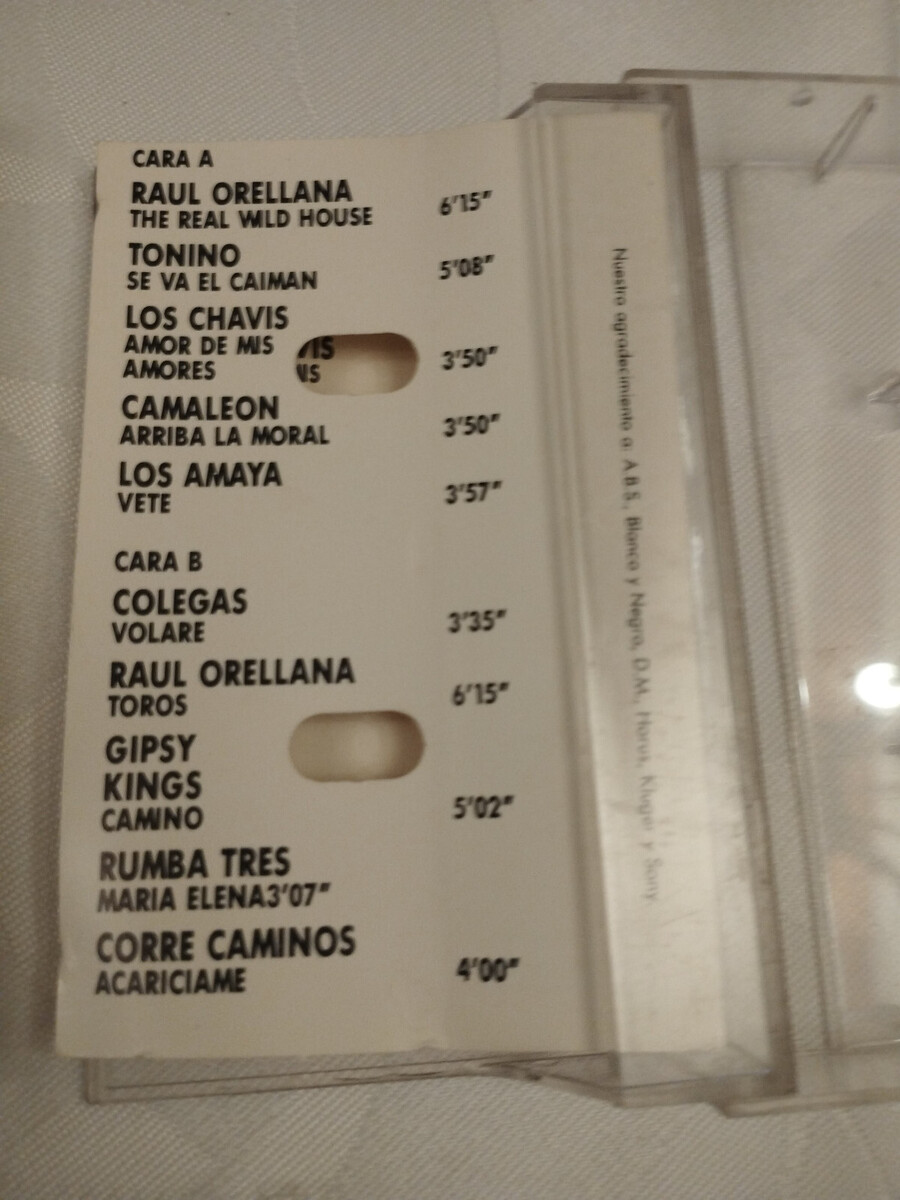 CARA A
RAUL ORELLANA
THE REAL WILD HOUSE 6'15"
TONINO
SE VA EL CAIMAN 5'08"
LOS CHAVIS
AMOR DE MIS
AMORES 3'50"
CAMALEON
ARRIBA LA MORAL 3'50"
LOS AMAYA
VETE 3'57"
CARA B
COLEGAS
VOLARE 3'35"
RAUL ORELLANA
TOROS 6'15"
GIPSY
KINGS
CAMINO 5'02"
RUMBA TRES
MARIA ELENA3'07"
CORRE CAMINOS
ACARICIAME 4'00"
Nuestro agradecimiento a: A.B.S., Blanco y Negro, D.M., Horus, Kluger y Sony